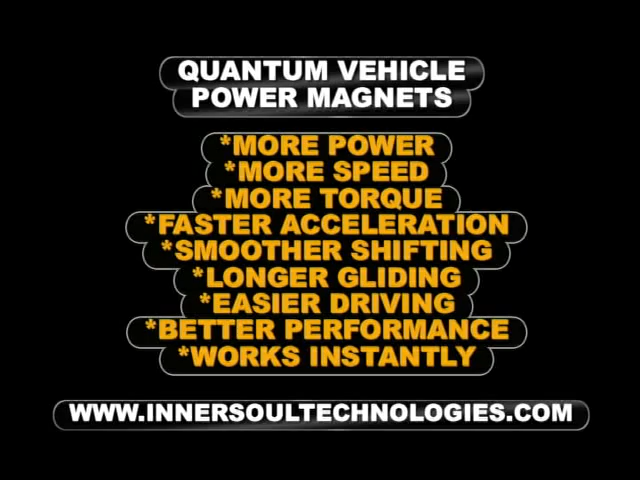 QUANTUM VEHICLE
POWER MAGNETS
*MORE POWER
*MORE SPEED
*MORE TORQUE
*FASTER ACCELERATION
*SMOOTHER SHIFTING
*LONGER GLIDING
*EASIER DRIVING
*BETTER PERFORMANCE
*WORKS INSTANTLY
WWW.INNERSOULTECHNOLOGIES.COM